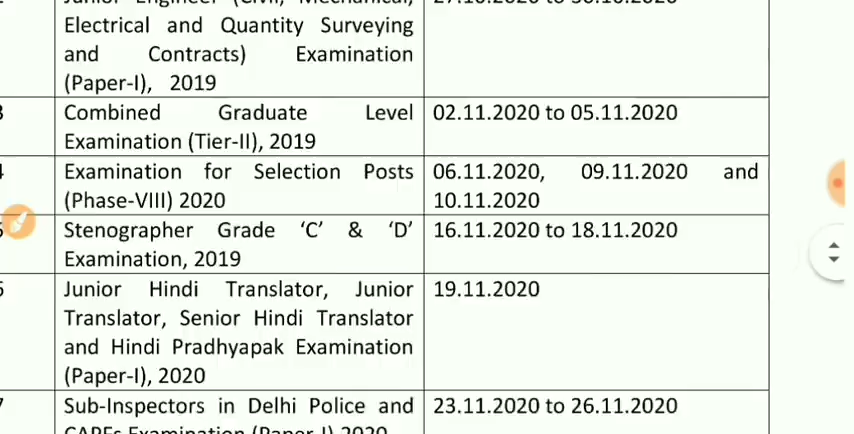 Electrical and Quantity Surveying
and Contracts) Examination
(Paper-I), 2019
Combined Graduate Level 02.11.2020 to 05.11.2020
Examination (Tier-II), 2019
Examination for Selection Posts 06.11.2020, 09.11.2020 and
(Phase-VIII) 2020 10.11.2020
Stenographer Grade ‘C’ & ‘D’ 16.11.2020 to 18.11.2020
Examination, 2019
Junior Hindi Translator, Junior 19.11.2020
Translator, Senior Hindi Translator
and Hindi Pradhyapak Examination
(Paper-I), 2020
Sub-Inspectors in Delhi Police and 23.11.2020 to 26.11.2020
CAPFs Examination (Paper-I) 2020